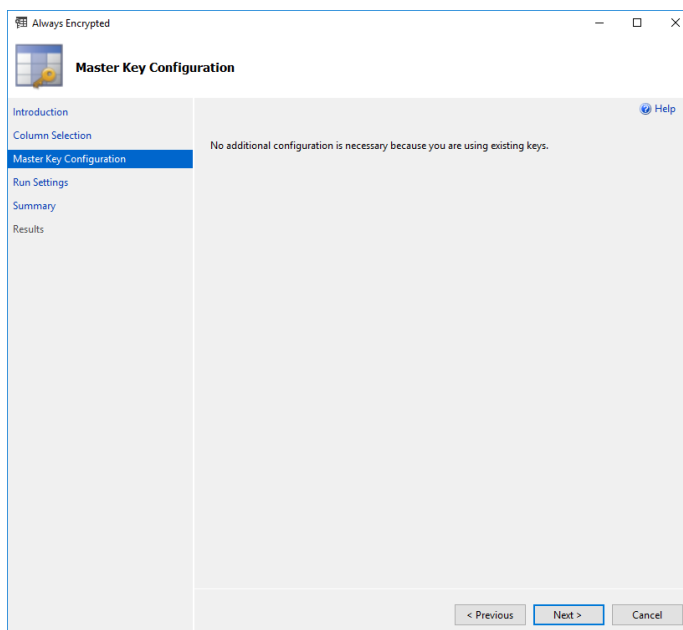 Always Encrypted
Master Key Configuration
Help
Introduction
Column Selection
Master Key Configuration
Run Settings
Summary
Results
No additional configuration is necessary because you are using existing keys.
< Previous
Next >
Cancel